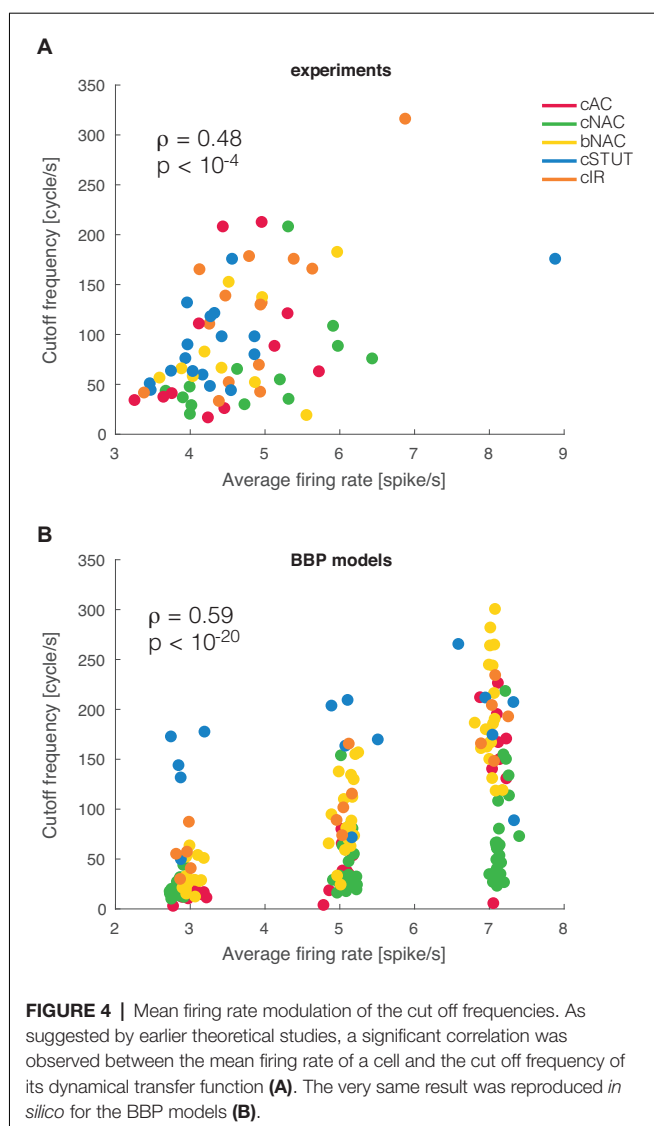 A
experiments
350
300
250
200
150
100
50
0
Cutoff frequency [cycle/s]
ρ = 0.48
p < 10-4
cAC
cNAC
bNAC
cSTUT
cIR
3 4 5 6 7 8 9
Average firing rate [spike/s]
B
BBP models
350
300
250
200
150
100
50
0
Cutoff frequency [cycle/s]
ρ = 0.59
p < 10-20
2 3 4 5 6 7 8
Average firing rate [spike/s]
FIGURE 4 | Mean firing rate modulation of the cut off frequencies. As
suggested by earlier theoretical studies, a significant correlation was
observed between the mean firing rate of a cell and the cut off frequency of
its dynamical transfer function (A). The very same result was reproduced in
silico for the BBP models (B).